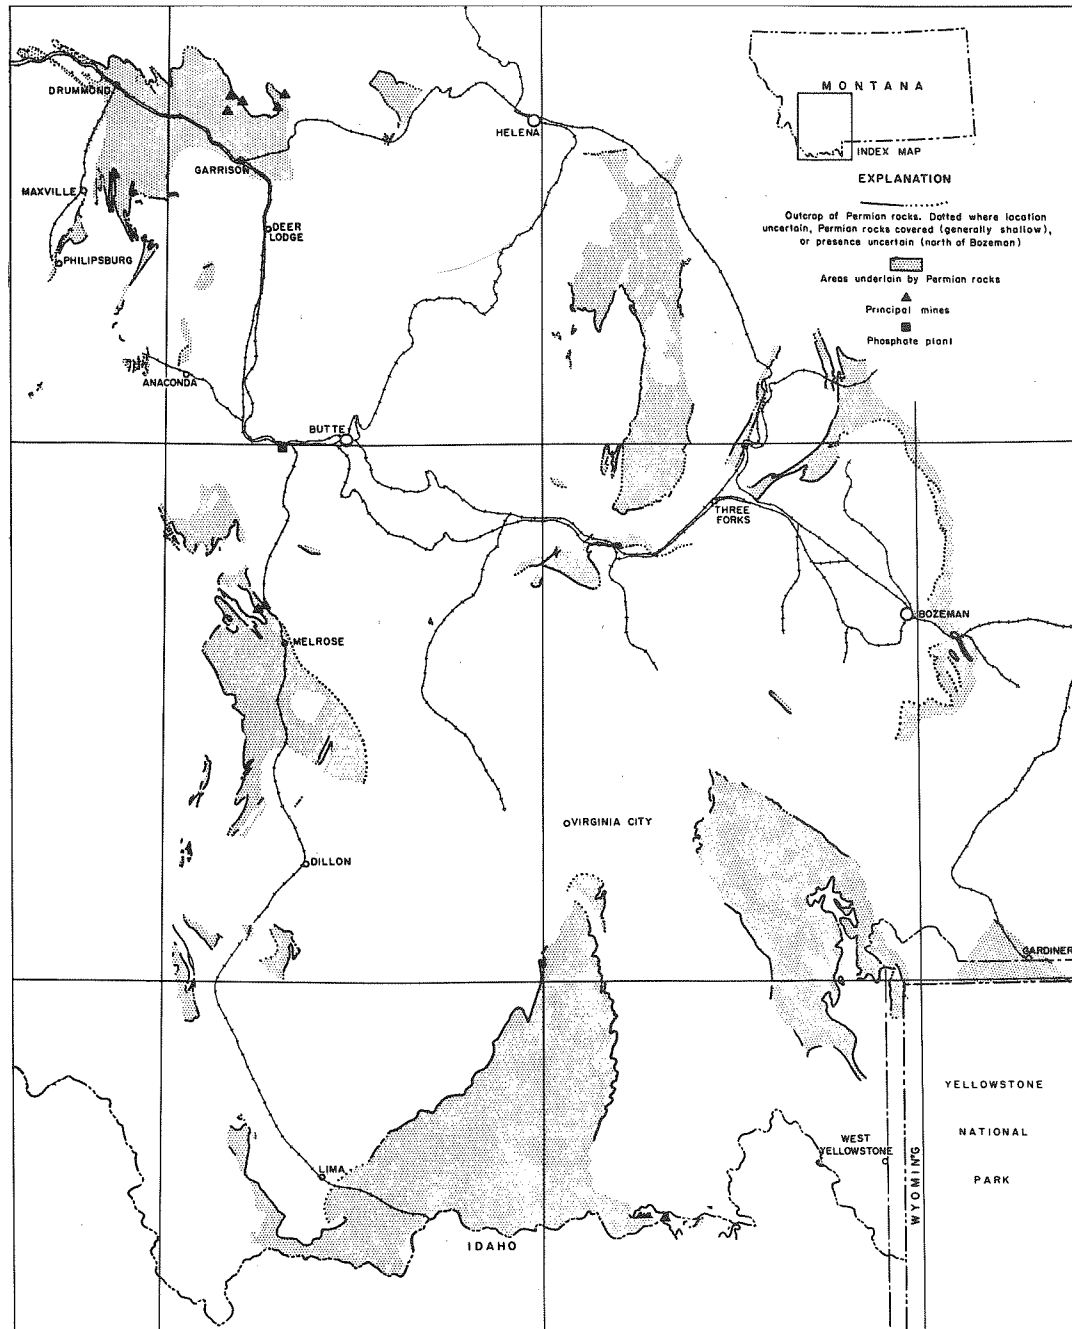 MONTANA
INDEX MAP
EXPLANATION
Outcrop of Permian rocks. Dotted where location
uncertain, Permian rocks covered (generally shallow),
or presence uncertain (north of Bozeman)
Areas underlain by Permian rocks
Principal mines
Phosphate plant
DRUMMOND
HELENA
GARRISON
MAXVILLE
DEER
LODGE
PHILIPSBURG
ANACONDA
BUTTE
THREE
FORKS
BOZEMAN
MELROSE
VIRGINIA CITY
DILLON
GARDINER
YELLOWSTONE
NATIONAL
PARK
WEST
YELLOWSTONE
WYOMING
LIMA
IDAHO